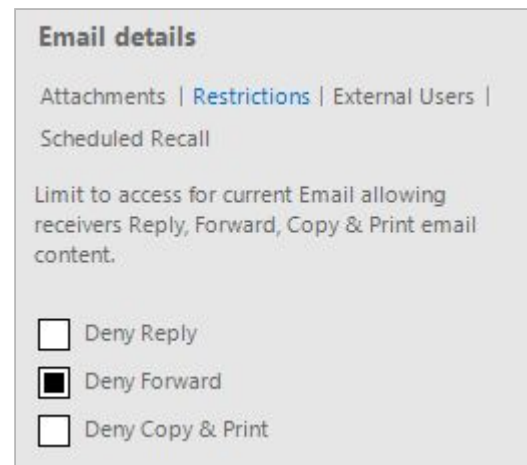 Email details
Attachments | Restrictions | External Users |
Scheduled Recall
Limit to access for current Email allowing
receivers Reply, Forward, Copy & Print email
content.
Deny Reply
Deny Forward
Deny Copy & Print